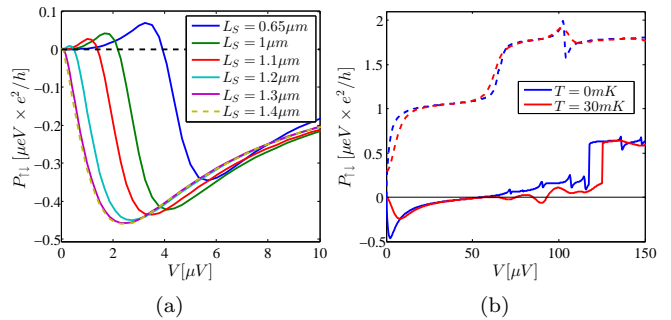 0.1
0
-0.1
-0.2
-0.3
-0.4
-0.5
0 2 4 6 8 10
P↑↓ [μeV × e²/h]
V[μV]
L_S = 0.65μm
L_S = 1μm
L_S = 1.1μm
L_S = 1.2μm
L_S = 1.3μm
L_S = 1.4μm
(a)
2
1.5
1
0.5
0
-0.5
0 50 100 150
P↑↓ [μeV × e²/h]
V[μV]
T = 0mK
T = 30mK
(b)